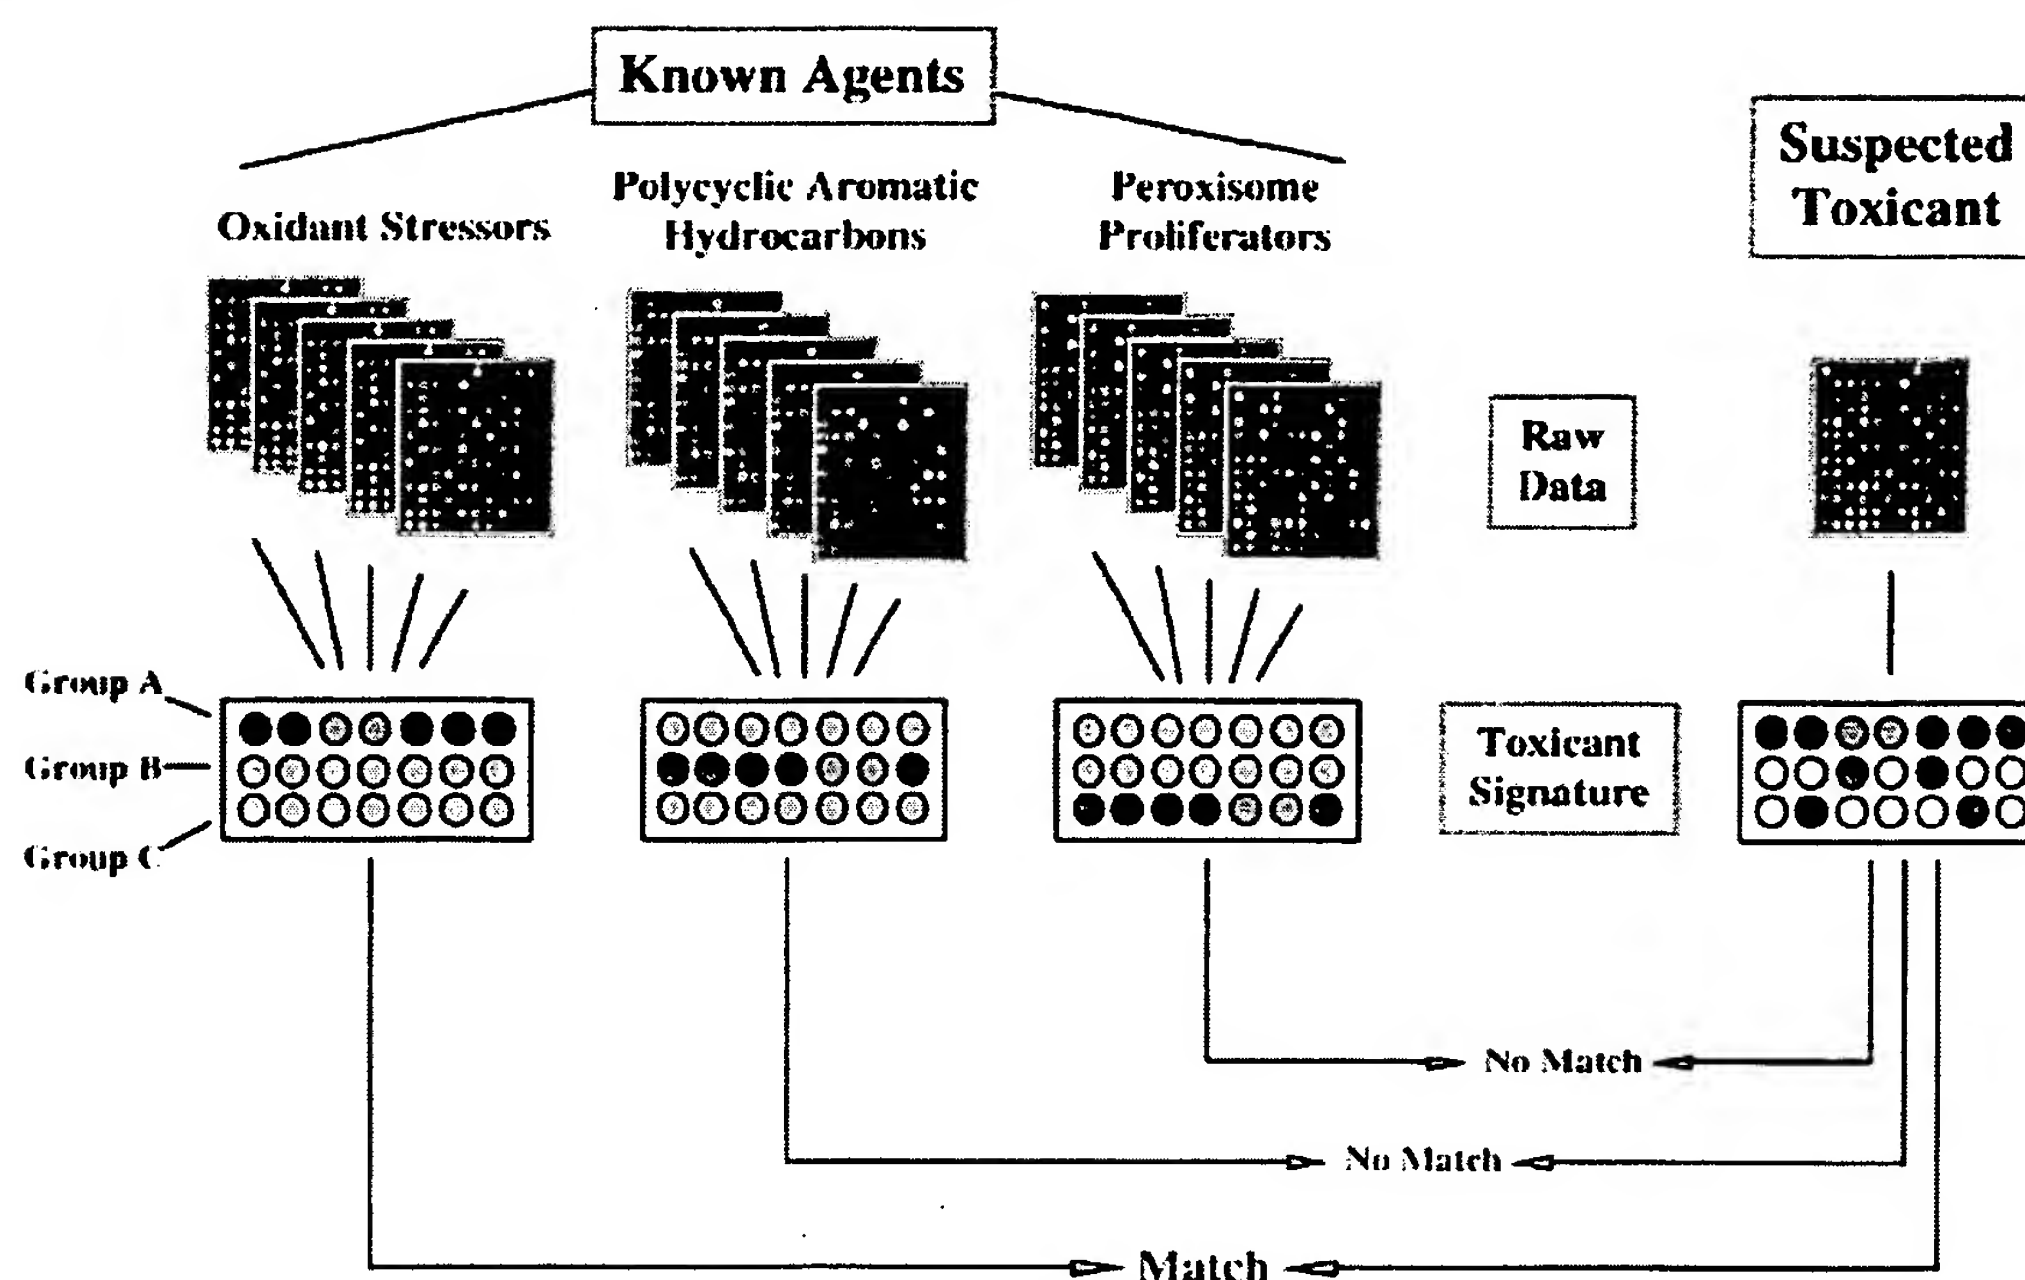 Known Agents
Suspected
Toxicant
Oxidant Stressors
Polycyclic Aromatic
Hydrocarbons
Peroxisome
Proliferators
Raw
Data
Group A
Group B
Group C
Toxicant
Signature
No Match
No Match
Match